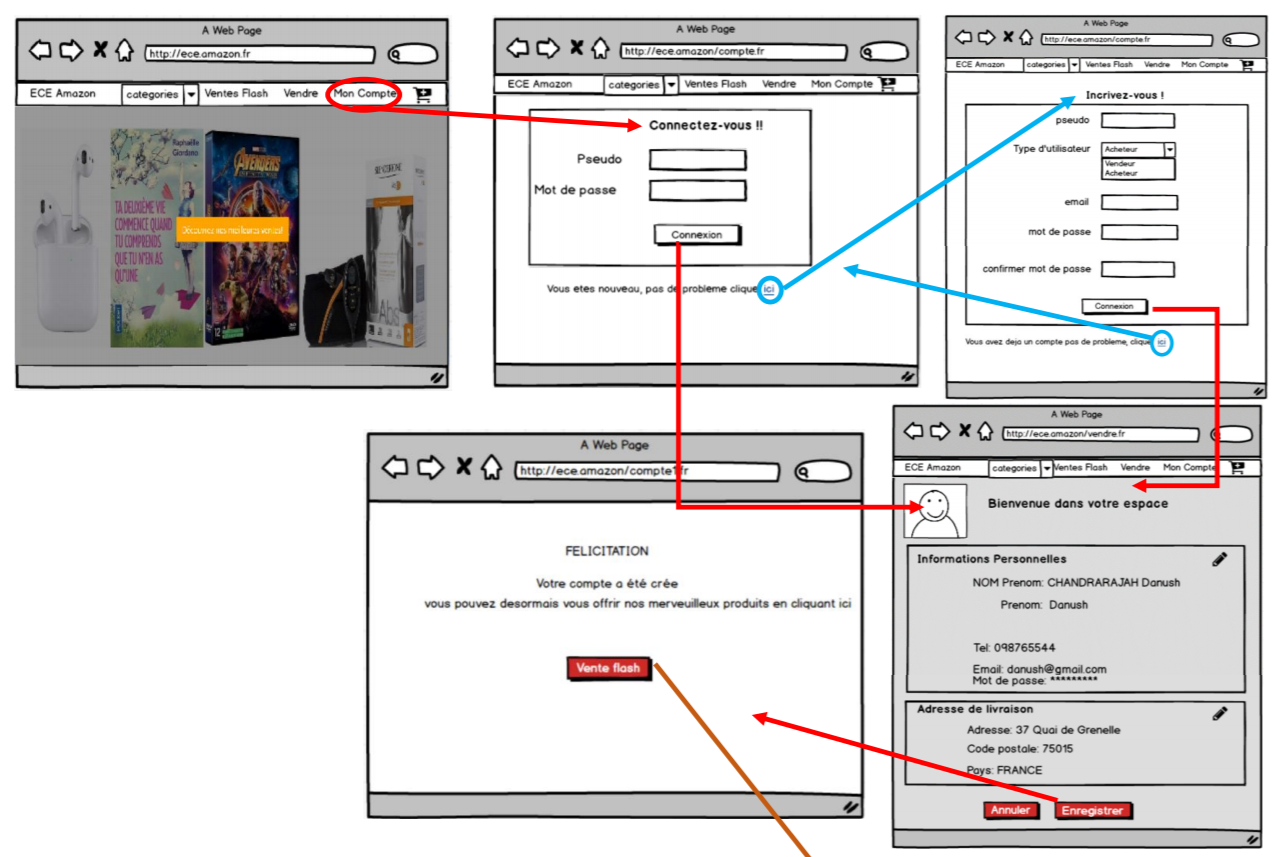 A Web Page
http://ece.amazon.fr
ECE Amazon categories Ventes Flash Vendre Mon Compte
Raphaëlle
Giordano
TA DEUXIÈME VIE
COMMENCE QUAND
TU COMPRENDS
QUE TU N'EN AS
QU'UNE
AVENGERS
Découvrez nos meilleures ventes!
12
Abs
A Web Page
http://ece.amazon/compte.fr
ECE Amazon categories Ventes Flash Vendre Mon Compte
Connectez-vous !!
Pseudo
Mot de passe
Connexion
Vous etes nouveau, pas de probleme clique ici
A Web Page
http://ece.amazon/compte.fr
ECE Amazon categories Ventes Flash Vendre Mon Compte
Incrivez-vous !
pseudo
Type d'utilisateur Acheteur
Vendeur
Acheteur
email
mot de passe
confirmer mot de passe
Connexion
Vous avez deja un compte pas de probleme, clique ici
A Web Page
http://ece.amazon/compte1.fr
FELICITATION
Votre compte a été crée
vous pouvez desormais vous offrir nos merveuilleux produits en cliquant ici
Vente flash
A Web Page
http://ece.amazon/vendre.fr
ECE Amazon categories Ventes Flash Vendre Mon Compte
Bienvenue dans votre espace
Informations Personnelles
NOM Prenom: CHANDRARAJAH Danush
Prenom: Danush
Tel: 098765544
Email: danush@gmail.com
Mot de passe: *********
Adresse de livraison
Adresse: 37 Quai de Grenelle
Code postale: 75015
Pays: FRANCE
Annuler Enregistrer